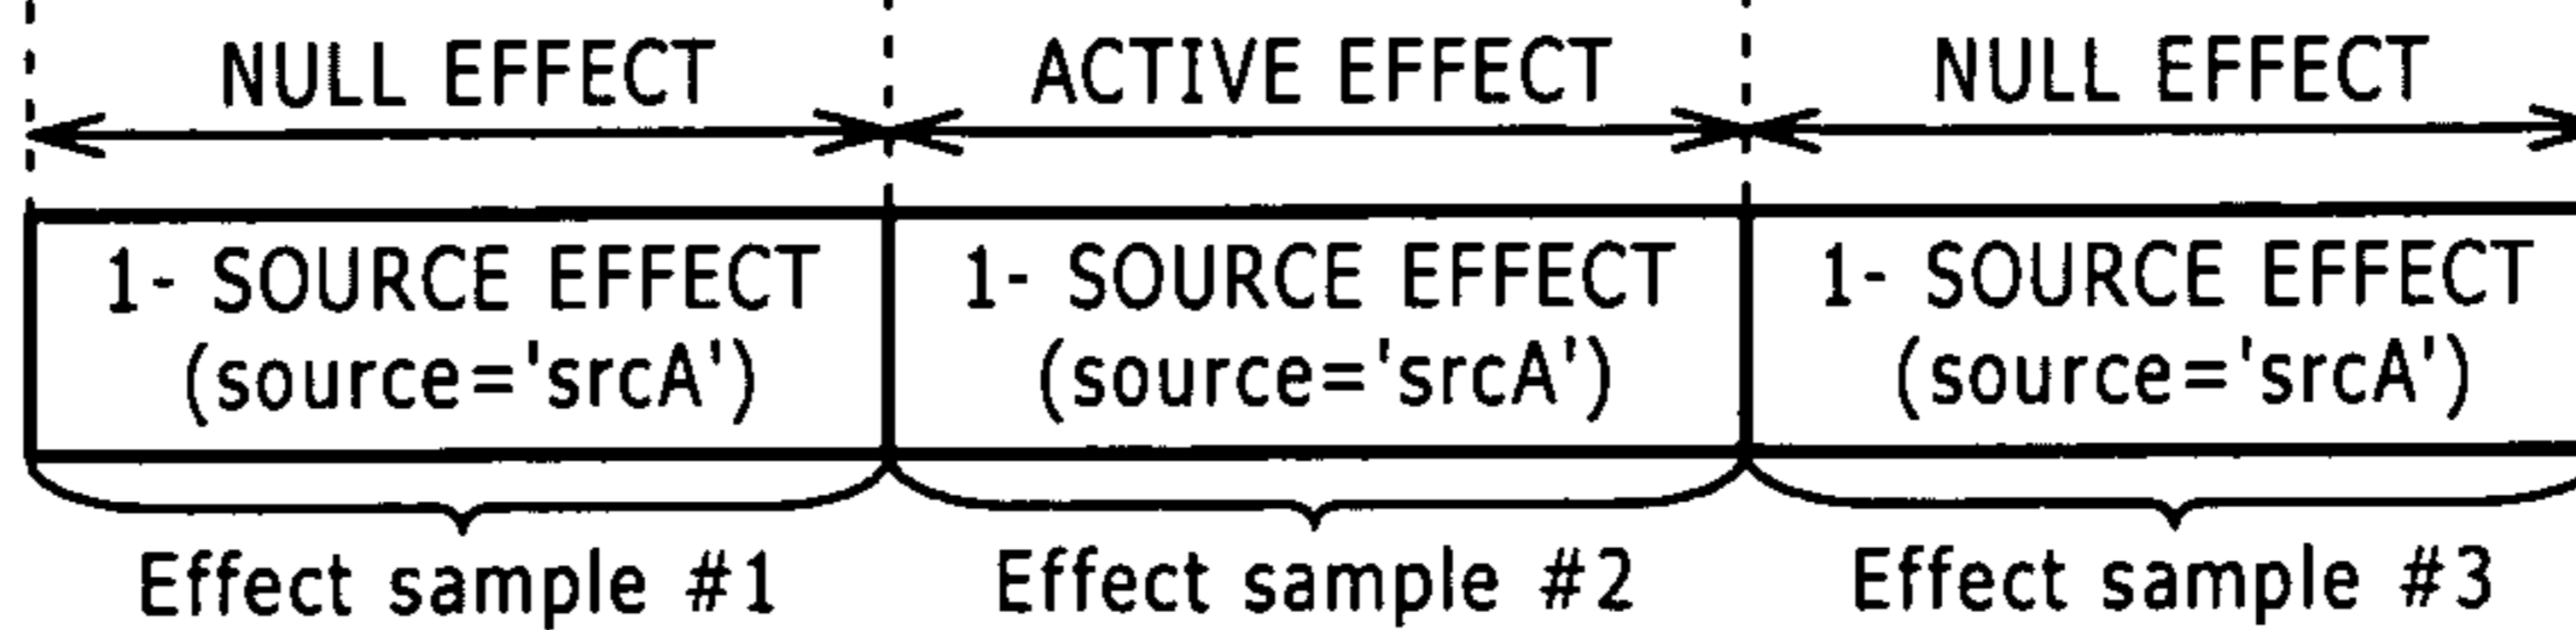 NULL EFFECT ACTIVE EFFECT NULL EFFECT
1- SOURCE EFFECT 1- SOURCE EFFECT 1- SOURCE EFFECT
(source='srcA') (source='srcA') (source='srcA')
Effect sample #1 Effect sample #2 Effect sample #3